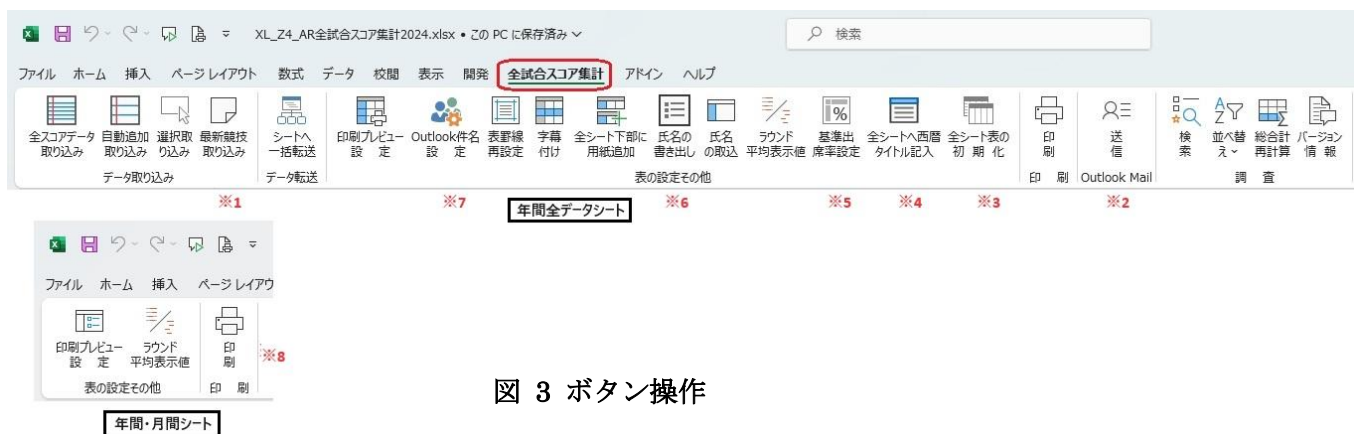 XL_Z4_AR全試合スコア集計2024.xlsx • この PC に保存済み
検索
ファイル ホーム 挿入 ページ レイアウト 数式 データ 校閲 表示 開発 全試合スコア集計 アドイン ヘルプ
全スコアデータ 自動追加 選択取 最新競技 シートへ 印刷プレビュー Outlook件名 表罫線 字幕 全シート下部に 氏名の 氏名 ラウンド 基準出 全シートへ西暦 全シート表の 印 送 検 並べ替 総合計 バージョン
取り込み 取り込み り込み 取り込み 一括転送 設 定 設 定 再設定 付け 用紙追加 書き出し の取込 平均表示値 席率設定 タイトル記入 初 期 化 刷 信 索 え 再計算 情 報
データ取り込み データ転送 表の設定その他 印 刷 Outlook Mail 調 査
※1 ※7 年間全データシート ※6 ※5 ※4 ※3 ※2
ファイル ホーム 挿入 ページ レイアウ
印刷プレビュー ラウンド 印
設 定 平均表示値 刷
※8
表の設定その他 印 刷
年間・月間シート
図 3 ボタン操作